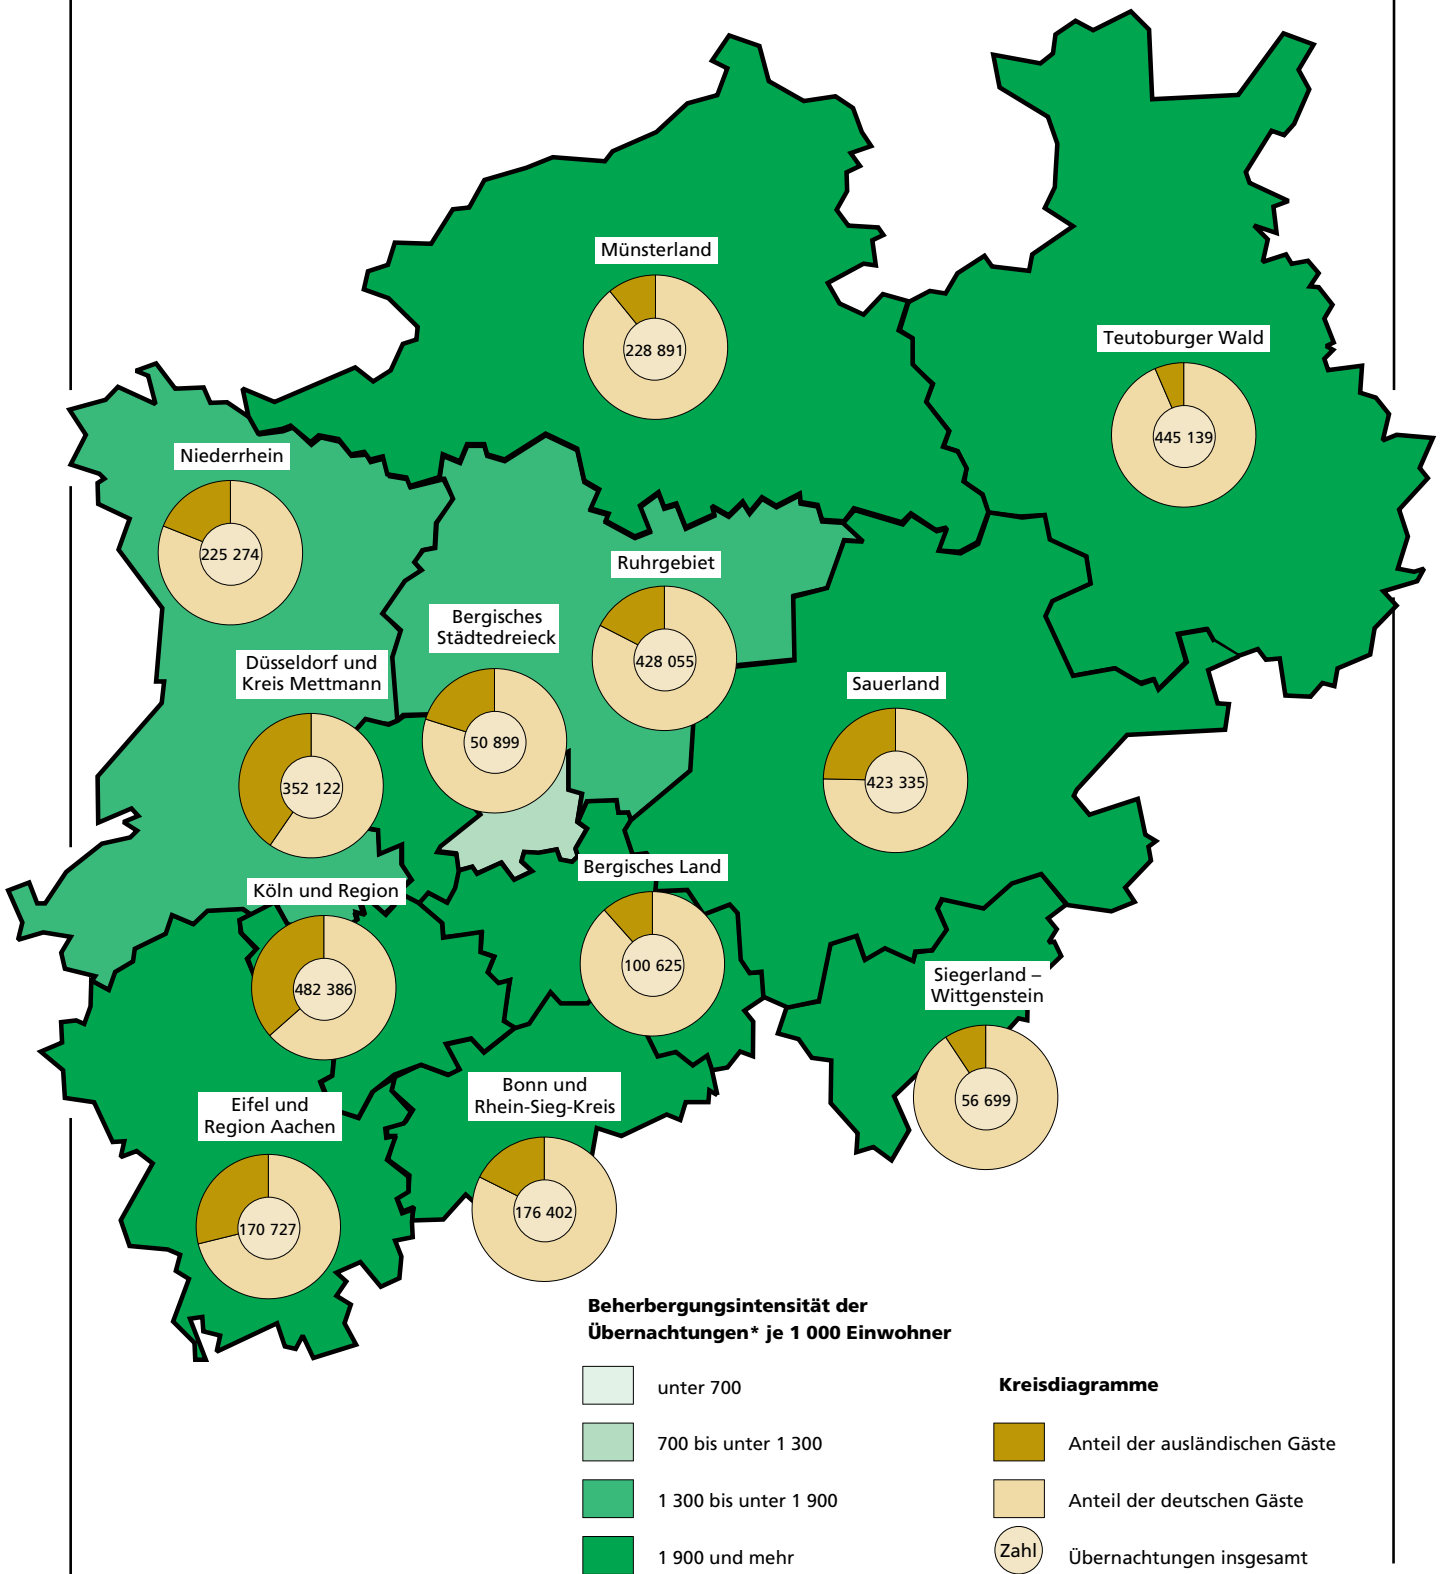 Münsterland
228 891
Teutoburger Wald
445 139
Niederrhein
225 274
Ruhrgebiet
428 055
Bergisches
Städtedreieck
50 899
Düsseldorf und
Kreis Mettmann
352 122
Sauerland
423 335
Bergisches Land
100 625
Köln und Region
482 386
Siegerland –
Wittgenstein
56 699
Bonn und
Rhein-Sieg-Kreis
176 402
Eifel und
Region Aachen
170 727
Beherbergungsintensität der
Übernachtungen* je 1 000 Einwohner
unter 700
700 bis unter 1 300
1 300 bis unter 1 900
1 900 und mehr
Kreisdiagramme
Anteil der ausländischen Gäste
Anteil der deutschen Gäste
Zahl
Übernachtungen insgesamt